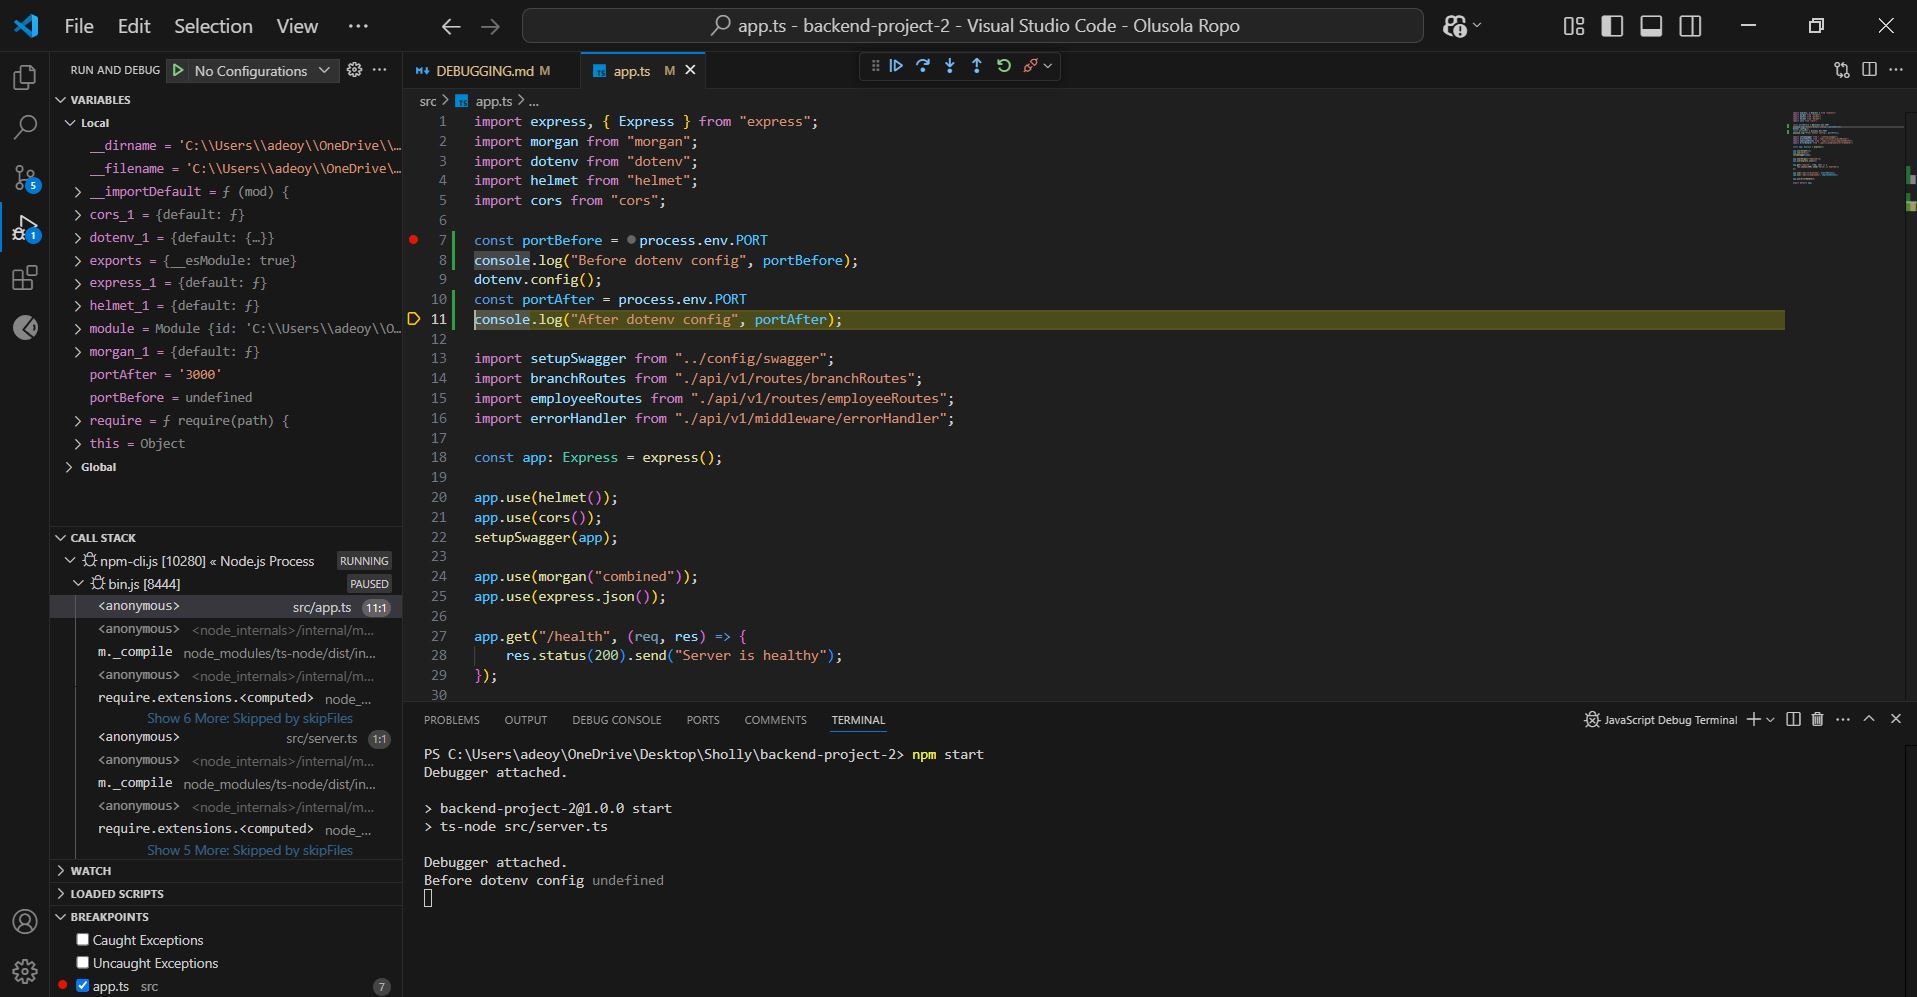 File Edit Selection View ··· app.ts - backend-project-2 - Visual Studio Code - Olusola Ropo
RUN AND DEBUG No Configurations ···
VARIABLES
Local
__dirname = 'C:\\Users\\adeoy\\OneDrive\\...
__filename = 'C:\\Users\\adeoy\\OneDrive\...
__importDefault = ƒ (mod) {
cors_1 = {default: ƒ}
dotenv_1 = {default: {…}}
exports = {__esModule: true}
express_1 = {default: ƒ}
helmet_1 = {default: ƒ}
module = Module {id: 'C:\\Users\\adeoy\\O...
morgan_1 = {default: ƒ}
portAfter = '3000'
portBefore = undefined
require = ƒ require(path) {
this = Object
Global
CALL STACK
npm-cli.js [10280] « Node.js Process RUNNING
bin.js [8444] PAUSED
<anonymous> src/app.ts 11:1
<anonymous> <node_internals>/internal/m...
m._compile node_modules/ts-node/dist/in...
<anonymous> <node_internals>/internal/m...
require.extensions.<computed> node_...
Show 6 More: Skipped by skipFiles
<anonymous> src/server.ts 1:1
<anonymous> <node_internals>/internal/m...
m._compile node_modules/ts-node/dist/in...
<anonymous> <node_internals>/internal/m...
require.extensions.<computed> node_...
Show 5 More: Skipped by skipFiles
WATCH
LOADED SCRIPTS
BREAKPOINTS
Caught Exceptions
Uncaught Exceptions
app.ts src 7
5
1
DEBUGGING.md M app.ts M
src > TS app.ts > ...
1 import express, { Express } from "express";
2 import morgan from "morgan";
3 import dotenv from "dotenv";
4 import helmet from "helmet";
5 import cors from "cors";
6
7 const portBefore = process.env.PORT
8 console.log("Before dotenv config", portBefore);
9 dotenv.config();
10 const portAfter = process.env.PORT
11 console.log("After dotenv config", portAfter);
12
13 import setupSwagger from "../config/swagger";
14 import branchRoutes from "./api/v1/routes/branchRoutes";
15 import employeeRoutes from "./api/v1/routes/employeeRoutes";
16 import errorHandler from "./api/v1/middleware/errorHandler";
17
18 const app: Express = express();
19
20 app.use(helmet());
21 app.use(cors());
22 setupSwagger(app);
23
24 app.use(morgan("combined"));
25 app.use(express.json());
26
27 app.get("/health", (req, res) => {
28 res.status(200).send("Server is healthy");
29 });
30
PROBLEMS OUTPUT DEBUG CONSOLE PORTS COMMENTS TERMINAL JavaScript Debug Terminal
PS C:\Users\adeoy\OneDrive\Desktop\Sholly\backend-project-2> npm start
Debugger attached.
> backend-project-2@1.0.0 start
> ts-node src/server.ts
Debugger attached.
Before dotenv config undefined